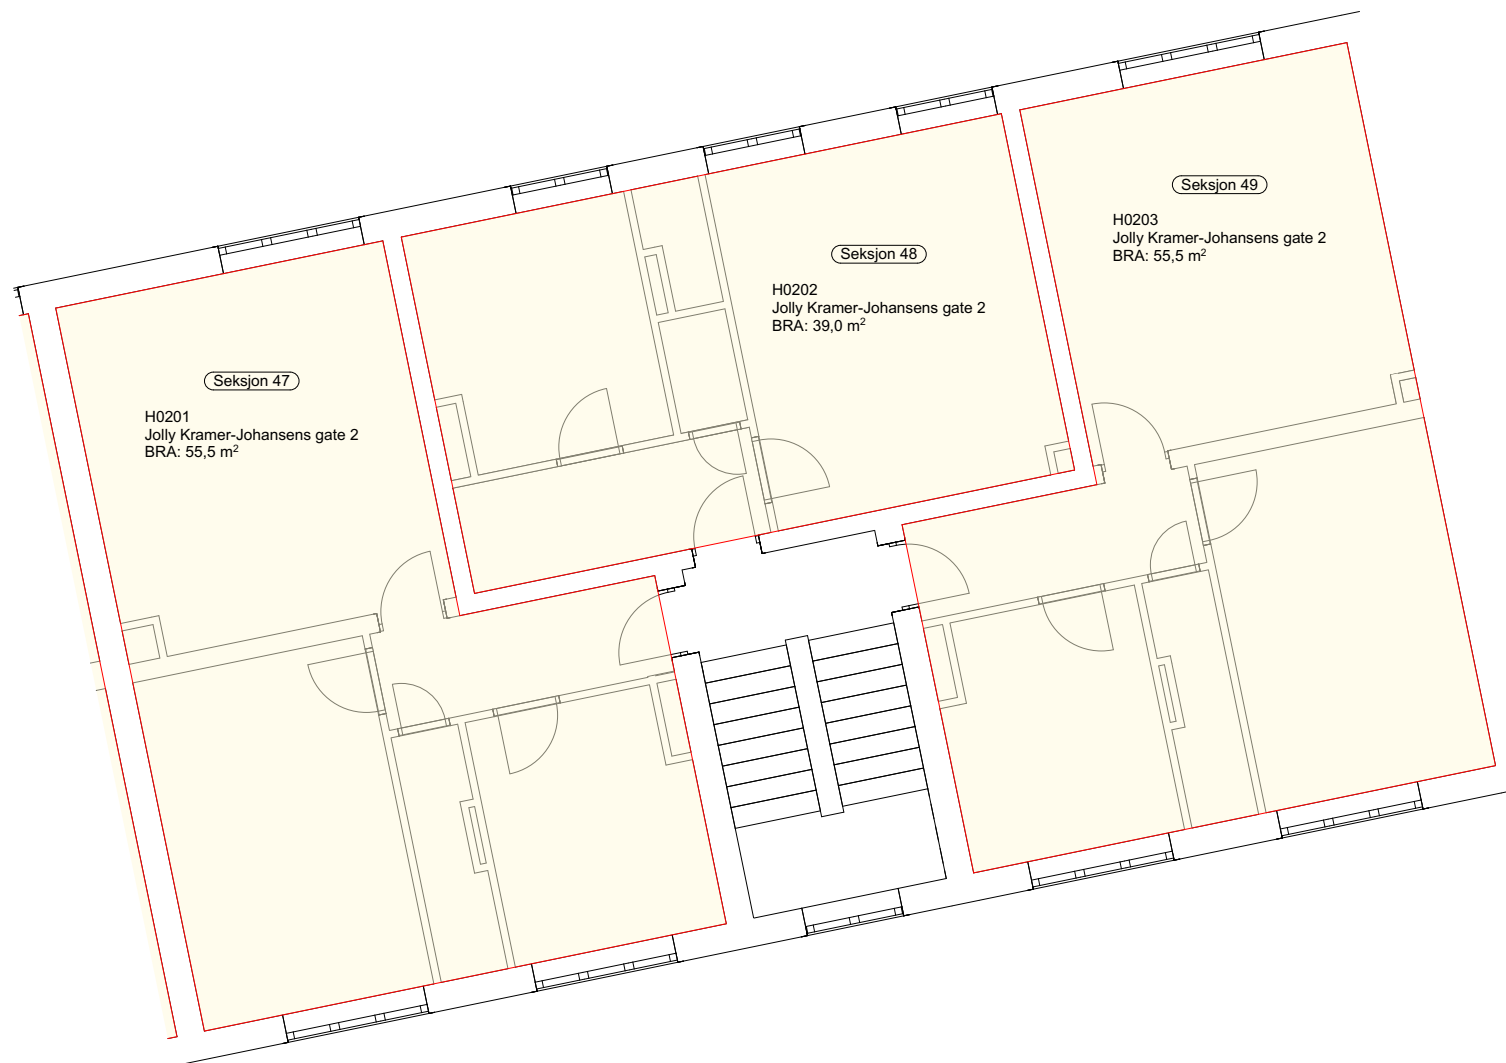 Seksjon 47
H0201
Jolly Kramer-Johansens gate 2
BRA: 55,5 m²
Seksjon 48
H0202
Jolly Kramer-Johansens gate 2
BRA: 39,0 m²
Seksjon 49
H0203
Jolly Kramer-Johansens gate 2
BRA: 55,5 m²